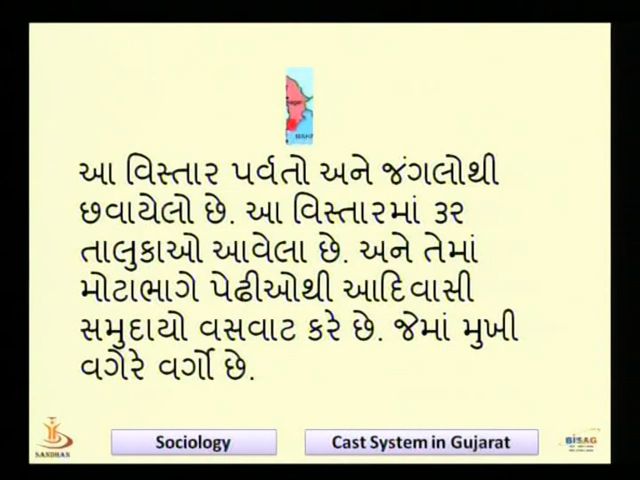 આ વિસ્તાર પર્વતો અને જંગલોથી
છવાયેલો છે. આ વિસ્તારમાં ૩૨
તાલુકાઓ આવેલા છે. અને તેમાં
મોટાભાગે પેઢીઓથી આદિવાસી
સમુદાયો વસવાટ કરે છે. જેમાં મુખી
વગેરે વર્ગો છે.
SANDHAN
Sociology
Cast System in Gujarat
BISAG